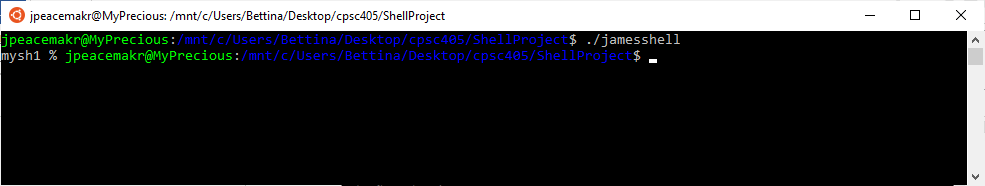 jpeacemakr@MyPrecious: /mnt/c/Users/Bettina/Desktop/cpsc405/ShellProject
jpeacemakr@MyPrecious:/mnt/c/Users/Bettina/Desktop/cpsc405/ShellProject$ ./jamesshell
mysh1 % jpeacemakr@MyPrecious:/mnt/c/Users/Bettina/Desktop/cpsc405/ShellProject$